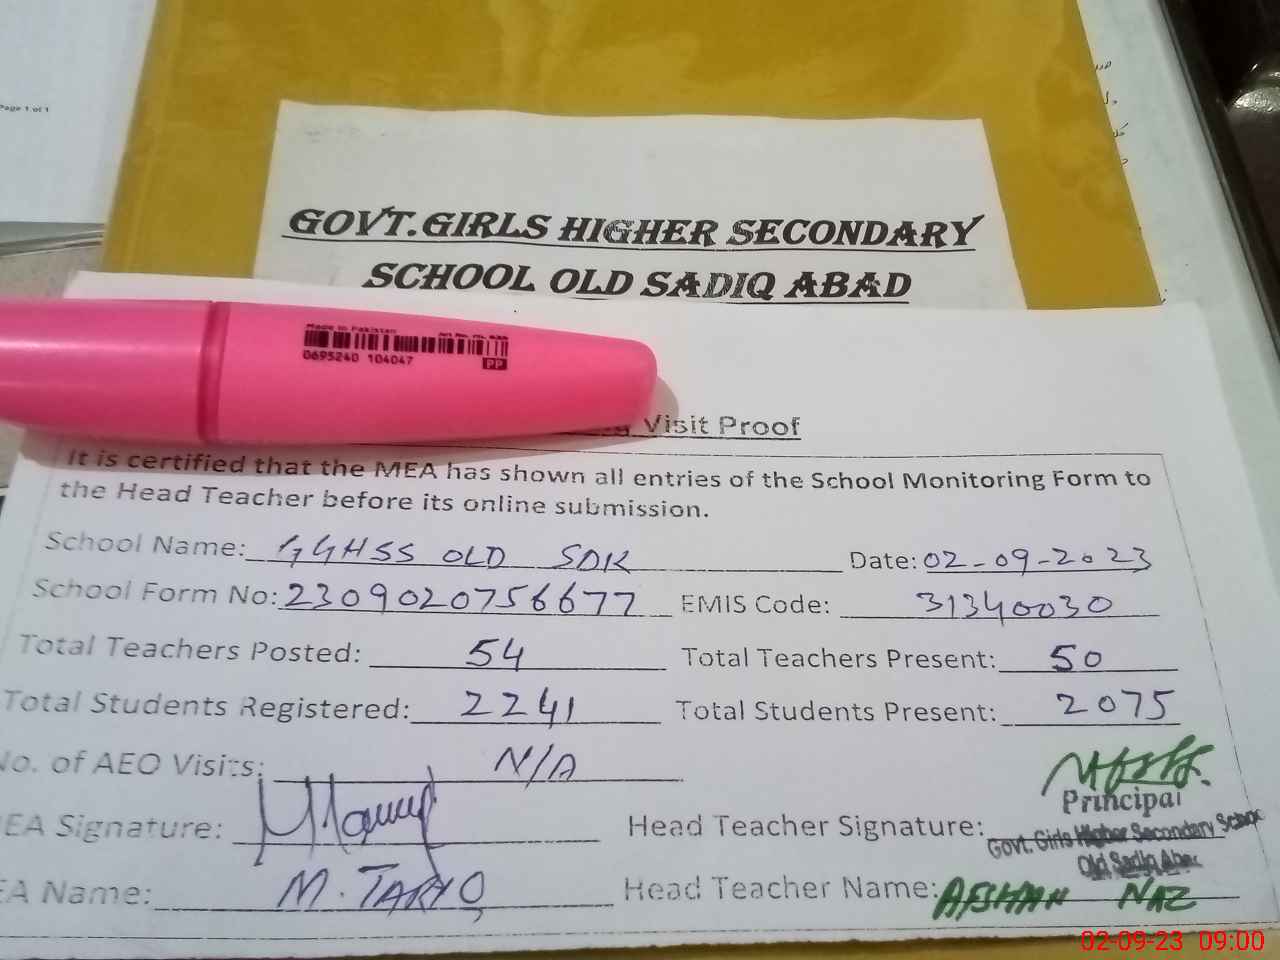 Page 1 of 1
GOVT.GIRLS HIGHER SECONDARY
SCHOOL OLD SADIQ ABAD
Made in Pakistan
0695240 104047
PP
Visit Proof
It is certified that the MEA has shown all entries of the School Monitoring Form to
the Head Teacher before its online submission.
School Name: GGHSS OLD SDK Date: 02-09-2023
School Form No: 2309020756677 EMIS Code: 31340030
Total Teachers Posted: 54 Total Teachers Present: 50
Total Students Registered: 2241 Total Students Present: 2075
No. of AEO Visits: N/A
Principal
EA Signature: Head Teacher Signature:
Govt. Girls Higher Secondary School
Old Sadiq Abad
EA Name: M. TARIQ Head Teacher Name: AFSHAN NAZ
02-09-23 09:00